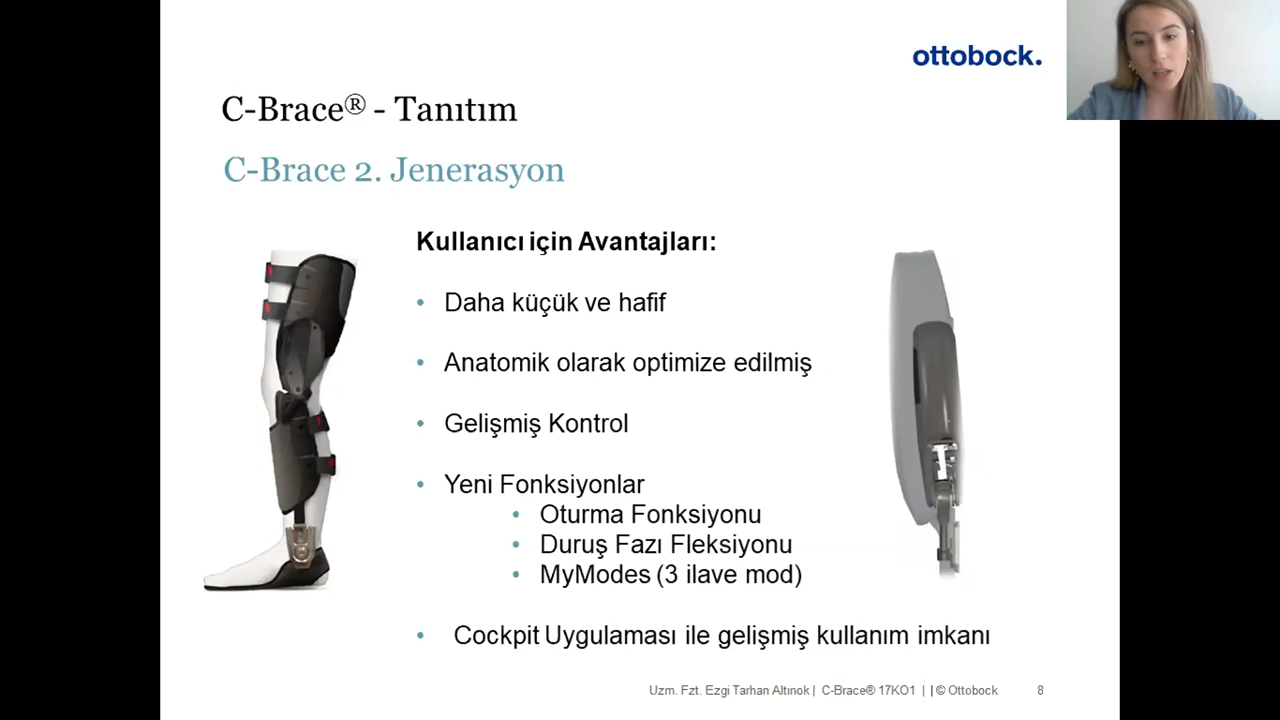 ottobock.
C-Brace® - Tanıtım
C-Brace 2. Jenerasyon
Kullanıcı için Avantajları:
• Daha küçük ve hafif
• Anatomik olarak optimize edilmiş
• Gelişmiş Kontrol
• Yeni Fonksiyonlar
• Oturma Fonksiyonu
• Duruş Fazı Fleksiyonu
• MyModes (3 ilave mod)
• Cockpit Uygulaması ile gelişmiş kullanım imkanı
Uzm. Fzt. Ezgi Tarhan Altınok | C-Brace® 17KO1 | | © Ottobock 8